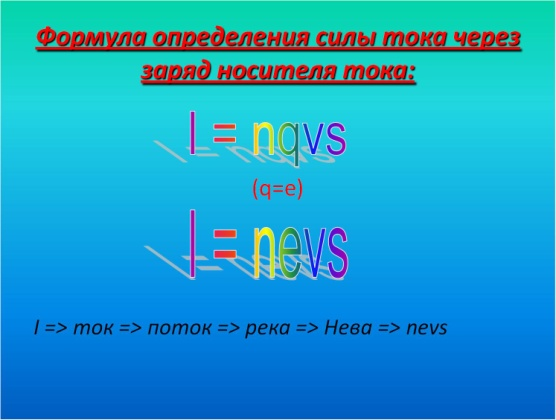 Формула определения силы тока через
заряд носителя тока:
I = nqvs
(q=e)
I = nevs
I => ток => поток => река => Нева => nevs